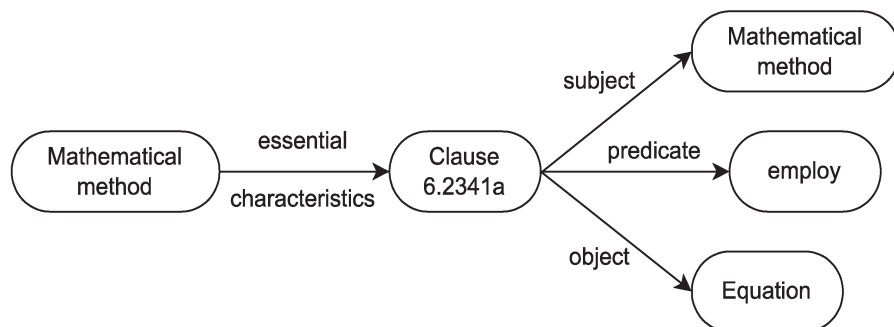 Mathematical
method
essential
characteristics
Clause
6.2341a
subject
Mathematical
method
predicate
employ
object
Equation